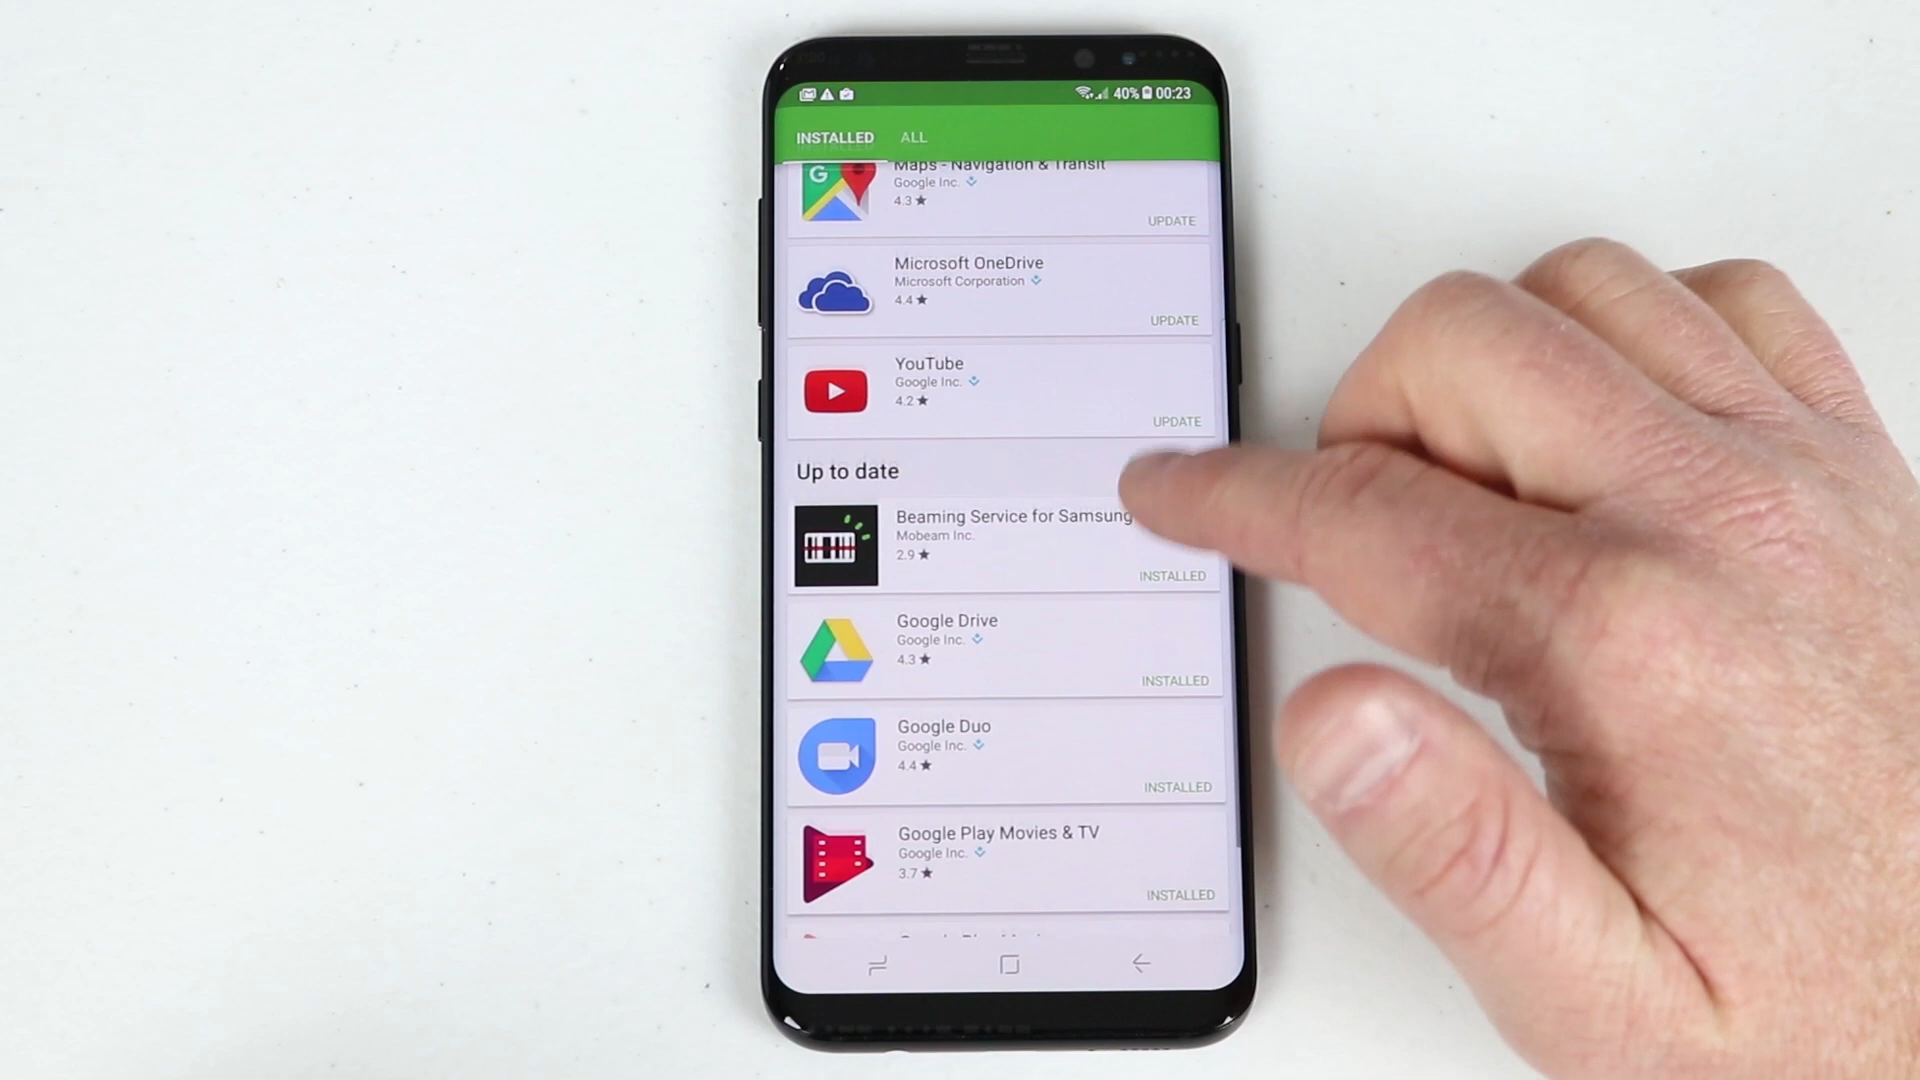 40% 00:23
INSTALLED ALL
Maps - Navigation & Transit
Google Inc.
4.3★
UPDATE
Microsoft OneDrive
Microsoft Corporation
4.4★
UPDATE
YouTube
Google Inc.
4.2★
UPDATE
Up to date
Beaming Service for Samsung
Mobeam Inc.
2.9★
INSTALLED
Google Drive
Google Inc.
4.3★
INSTALLED
Google Duo
Google Inc.
4.4★
INSTALLED
Google Play Movies & TV
Google Inc.
3.7★
INSTALLED